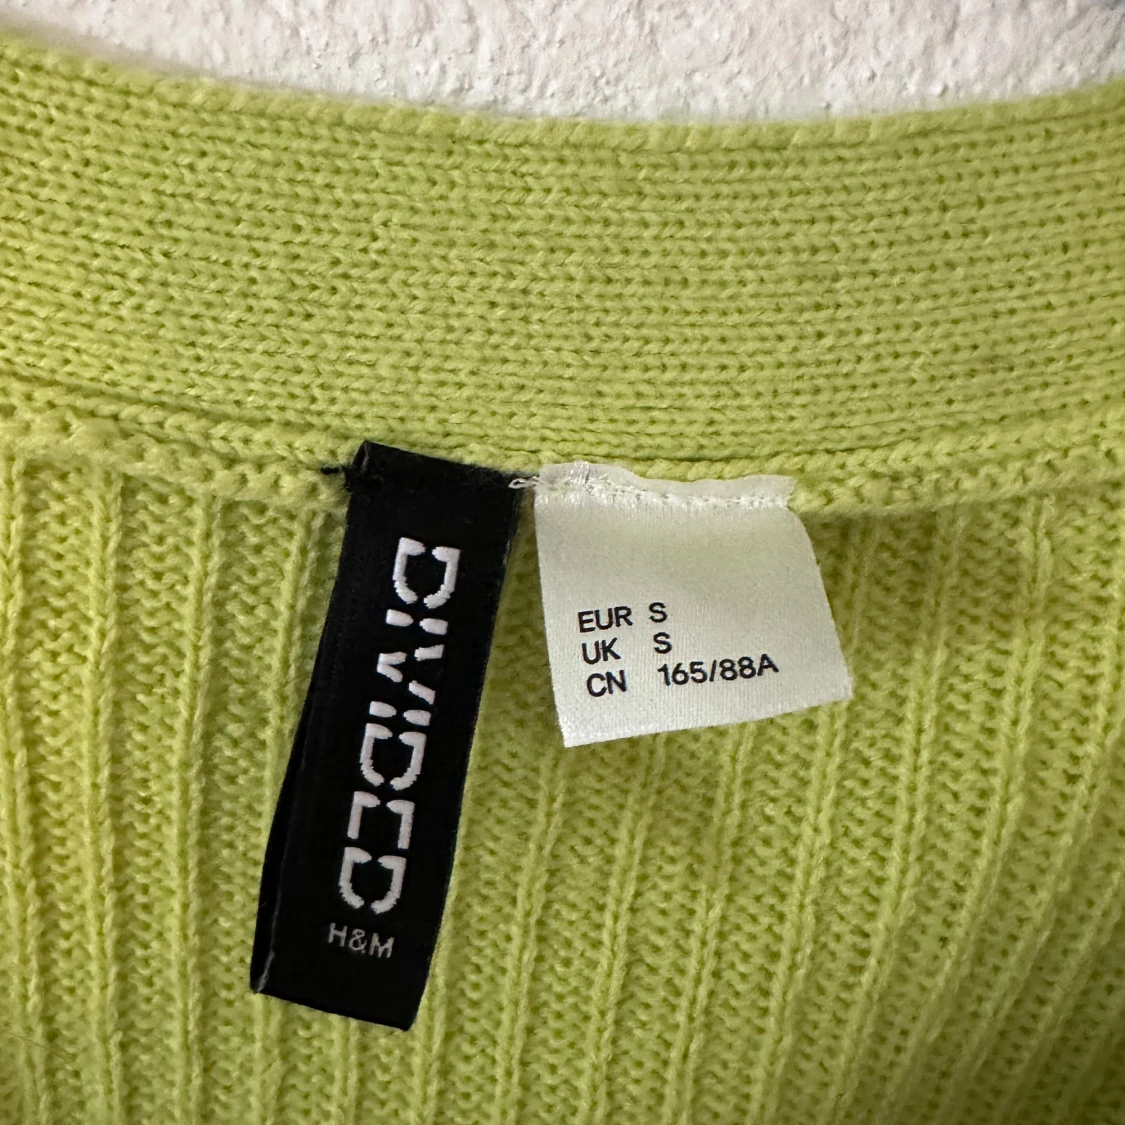 DIVIDED
H&M
EUR S
UK S
CN 165/88A